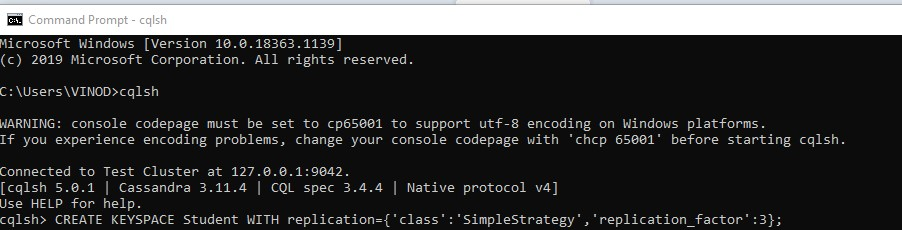 Command Prompt - cqlsh
Microsoft Windows [Version 10.0.18363.1139]
(c) 2019 Microsoft Corporation. All rights reserved.
C:\Users\VINOD>cqlsh
WARNING: console codepage must be set to cp65001 to support utf-8 encoding on Windows platforms.
If you experience encoding problems, change your console codepage with 'chcp 65001' before starting cqlsh.
Connected to Test Cluster at 127.0.0.1:9042.
[cqlsh 5.0.1 | Cassandra 3.11.4 | CQL spec 3.4.4 | Native protocol v4]
Use HELP for help.
cqlsh> CREATE KEYSPACE Student WITH replication={'class':'SimpleStrategy','replication_factor':3};